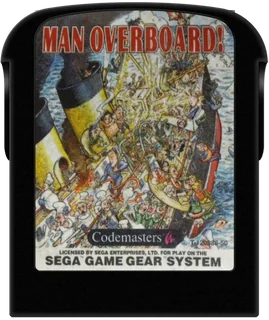 MAN OVERBOARD!
Codemasters
LICENSED BY SEGA ENTERPRISES, LTD. FOR PLAY ON THE
SEGA GAME GEAR SYSTEM